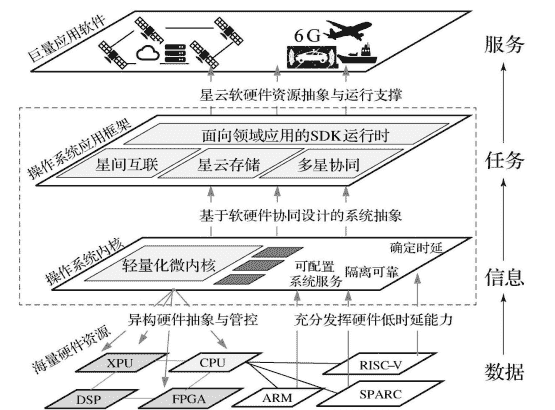 巨量应用软件
6G
服务
星云软硬件资源抽象与运行支撑
操作系统应用框架
面向领域应用的SDK运行时
星间互联
星云存储
多星协同
任务
基于软硬件协同设计的系统抽象
操作系统内核
轻量化微内核
可配置
系统服务
隔离可靠
确定时延
信息
异构硬件抽象与管控
充分发挥硬件低时延能力
海量硬件资源
XPU
CPU
RISC-V
数据
DSP
FPGA
ARM
SPARC